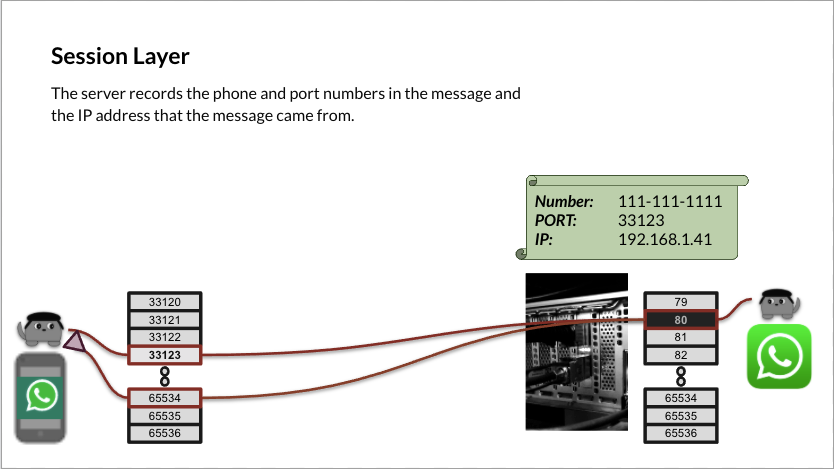 Session Layer
The server records the phone and port numbers in the message and
the IP address that the message came from.
Number: 111-111-1111
PORT: 33123
IP: 192.168.1.41
33120
33121
33122
33123
65534
65535
65536
79
80
81
82
65534
65535
65536